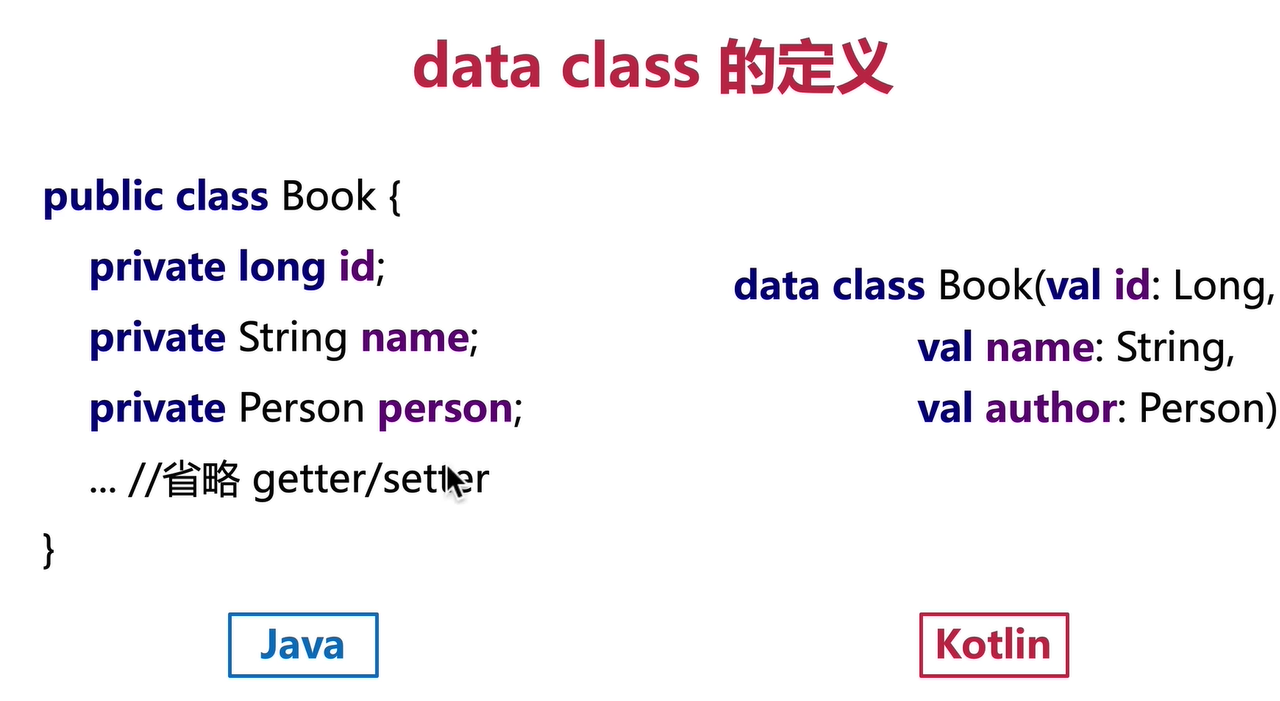 data class 的定义
public class Book {
private long id;
private String name;
private Person person;
... //省略 getter/setter
}
Java
data class Book(val id: Long,
val name: String,
val author: Person)
Kotlin